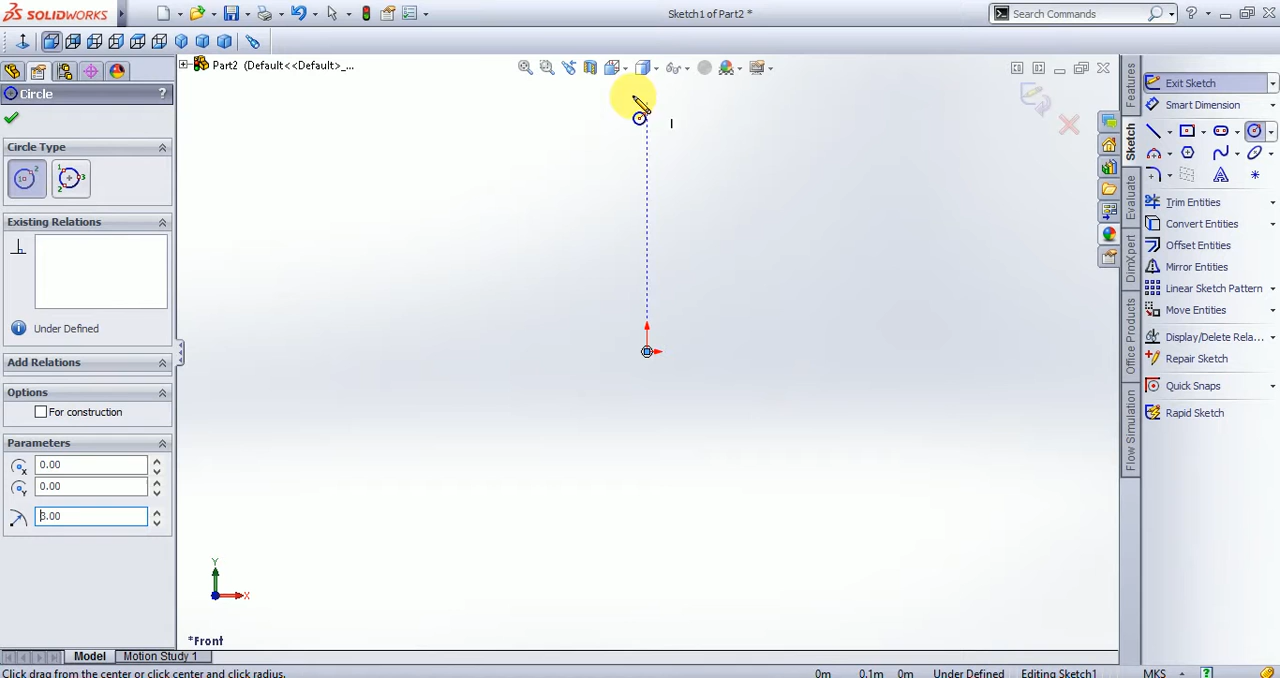 SOLIDWORKS
Sketch1 of Part2 *
Search Commands
?
Part2 (Default<<Default>_...
Circle
?
Exit Sketch
Smart Dimension
Circle Type
Existing Relations
Under Defined
Add Relations
Options
For construction
Parameters
0.00
0.00
3.00
Features
Sketch
Evaluate
DimXpert
Office Products
Flow Simulation
Trim Entities
Convert Entities
Offset Entities
Mirror Entities
Linear Sketch Pattern
Move Entities
Display/Delete Rela...
Repair Sketch
Quick Snaps
Rapid Sketch
Y
X
*Front
Model
Motion Study 1
Click drag from the center or click center and click radius.
0m
0.1m
0m
Under Defined
Editing Sketch1
MKS
?